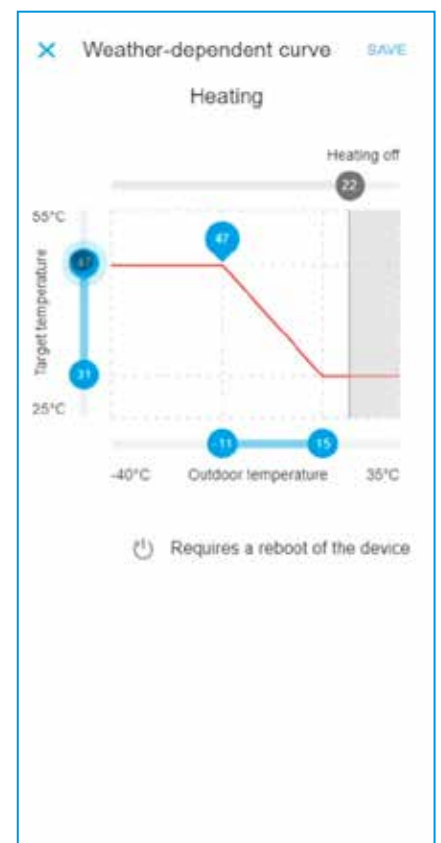 × Weather-dependent curve SAVE
Heating
Heating off
22
55°C
47
47
Target temperature
31
25°C
-11
15
-40°C Outdoor temperature 35°C
Requires a reboot of the device